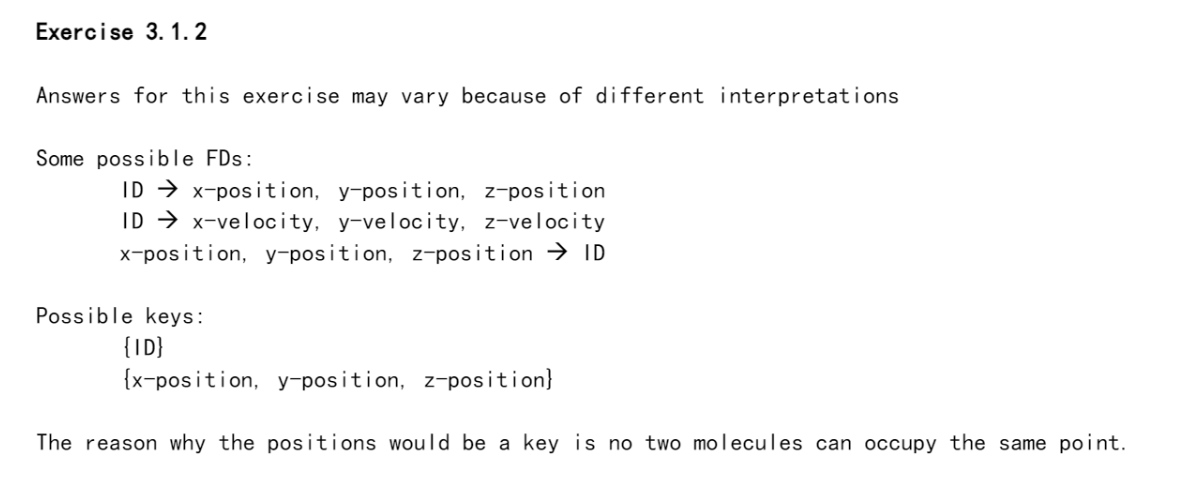 Exercise 3.1.2
Answers for this exercise may vary because of different interpretations
Some possible FDs:
ID → x-position, y-position, z-position
ID → x-velocity, y-velocity, z-velocity
x-position, y-position, z-position → ID
Possible keys:
{ID}
{x-position, y-position, z-position}
The reason why the positions would be a key is no two molecules can occupy the same point.